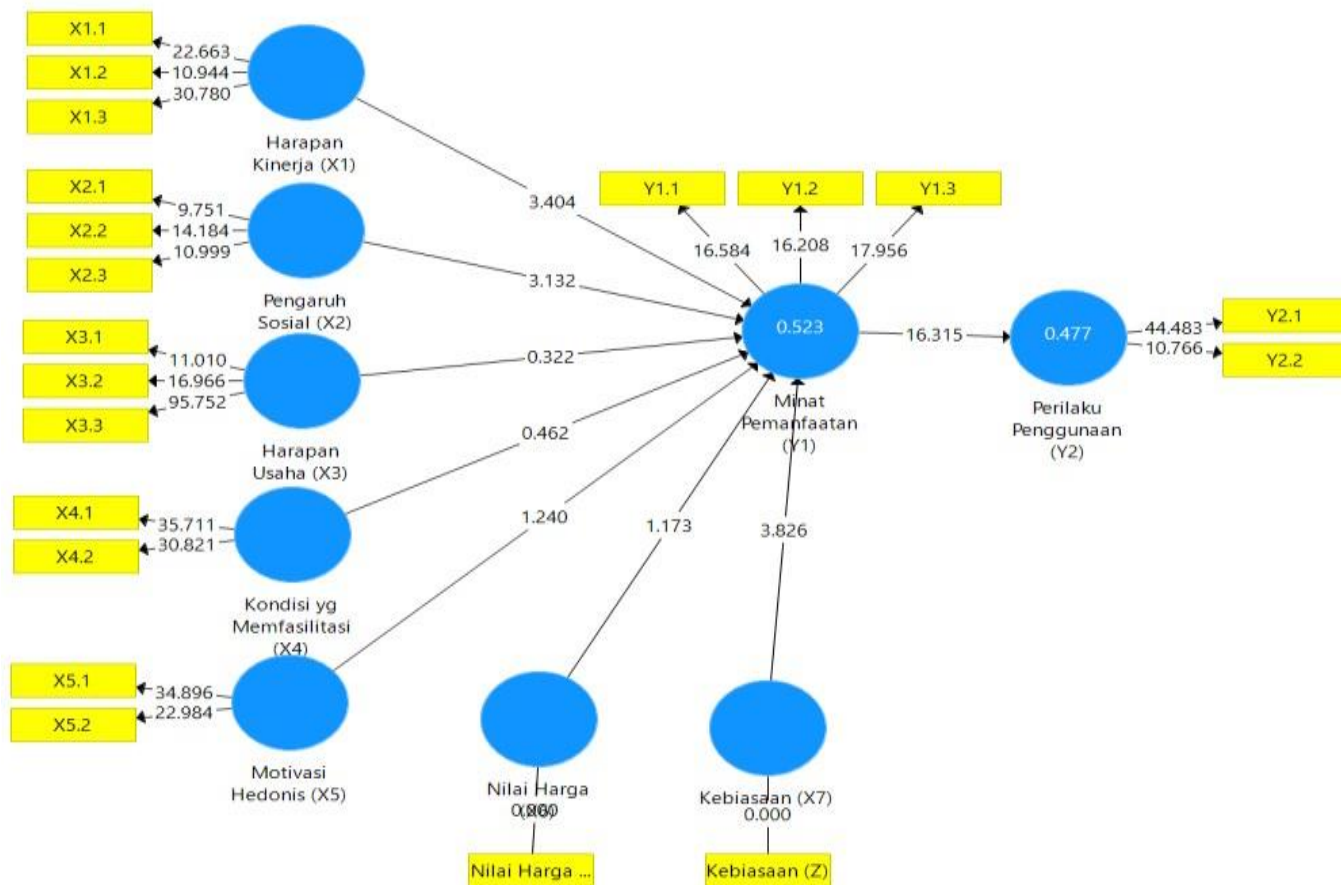 X1.1
22.663
X1.2
10.944
X1.3
30.780
Harapan
Kinerja (X1)
3.404
X2.1
9.751
X2.2
14.184
X2.3
10.999
Pengaruh
Sosial (X2)
3.132
X3.1
11.010
X3.2
16.966
X3.3
95.752
Harapan
Usaha (X3)
0.322
X4.1
35.711
X4.2
30.821
Kondisi yg
Memfasilitasi
(X4)
0.462
X5.1
34.896
X5.2
22.984
Motivasi
Hedonis (X5)
1.240
Y1.1
Y1.2
Y1.3
16.584
16.208
17.956
0.523
Minat
Pemanfaatan
(Y1)
16.315
0.477
Perilaku
Penggunaan
(Y2)
44.483
Y2.1
10.766
Y2.2
1.173
3.826
Nilai Harga
(X6)
Nilai Harga ...
Kebiasaan (X7)
0.000
Kebiasaan (Z)